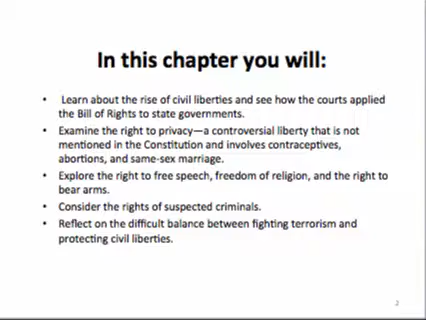 In this chapter you will:
• Learn about the rise of civil liberties and see how the courts applied
the Bill of Rights to state governments.
• Examine the right to privacy—a controversial liberty that is not
mentioned in the Constitution and involves contraceptives,
abortions, and same-sex marriage.
• Explore the right to free speech, freedom of religion, and the right to
bear arms.
• Consider the rights of suspected criminals.
• Reflect on the difficult balance between fighting terrorism and
protecting civil liberties.
2